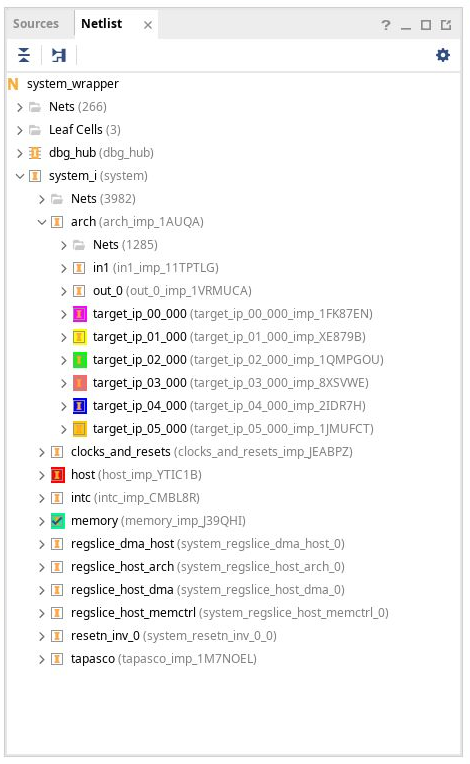 Sources Netlist × ?
N system_wrapper
Nets (266)
Leaf Cells (3)
dbg_hub (dbg_hub)
system_i (system)
Nets (3982)
arch (arch_imp_1AUQA)
Nets (1285)
in1 (in1_imp_11TPTLG)
out_0 (out_0_imp_1VRMUCA)
target_ip_00_000 (target_ip_00_000_imp_1FK87EN)
target_ip_01_000 (target_ip_01_000_imp_XE879B)
target_ip_02_000 (target_ip_02_000_imp_1QMPGOU)
target_ip_03_000 (target_ip_03_000_imp_8XSVWE)
target_ip_04_000 (target_ip_04_000_imp_2IDR7H)
target_ip_05_000 (target_ip_05_000_imp_1JMUFCT)
clocks_and_resets (clocks_and_resets_imp_JEABPZ)
host (host_imp_YTIC1B)
intc (intc_imp_CMBL8R)
memory (memory_imp_J39QHI)
regslice_dma_host (system_regslice_dma_host_0)
regslice_host_arch (system_regslice_host_arch_0)
regslice_host_dma (system_regslice_host_dma_0)
regslice_host_memctrl (system_regslice_host_memctrl_0)
resetn_inv_0 (system_resetn_inv_0_0)
tapasco (tapasco_imp_1M7NOEL)